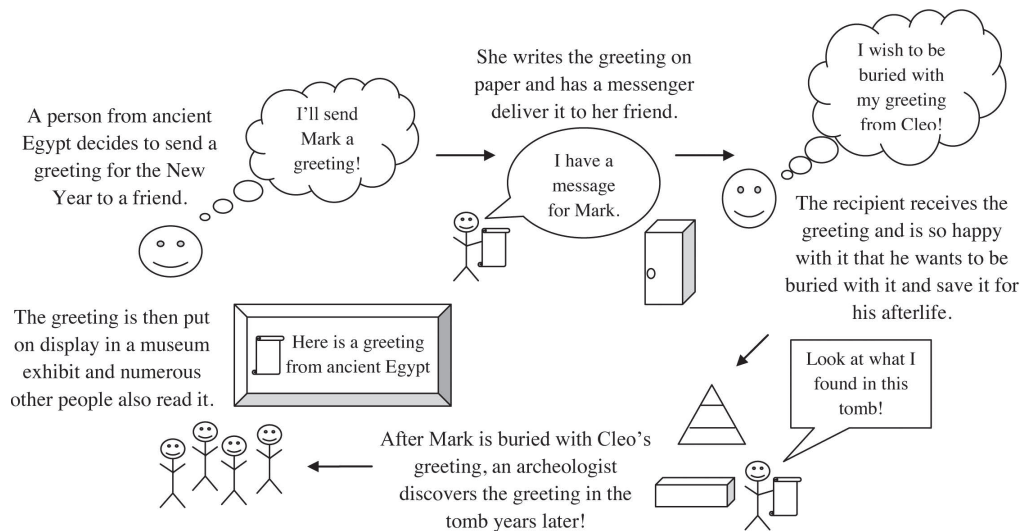 A person from ancient
Egypt decides to send a
greeting for the New
Year to a friend.
I'll send
Mark a
greeting!
She writes the greeting on
paper and has a messenger
deliver it to her friend.
I have a
message
for Mark.
I wish to be
buried with
my greeting
from Cleo!
The recipient receives the
greeting and is so happy
with it that he wants to be
buried with it and save it for
his afterlife.
Look at what I
found in this
tomb!
After Mark is buried with Cleo's
greeting, an archeologist
discovers the greeting in the
tomb years later!
The greeting is then put
on display in a museum
exhibit and numerous
other people also read it.
Here is a greeting
from ancient Egypt